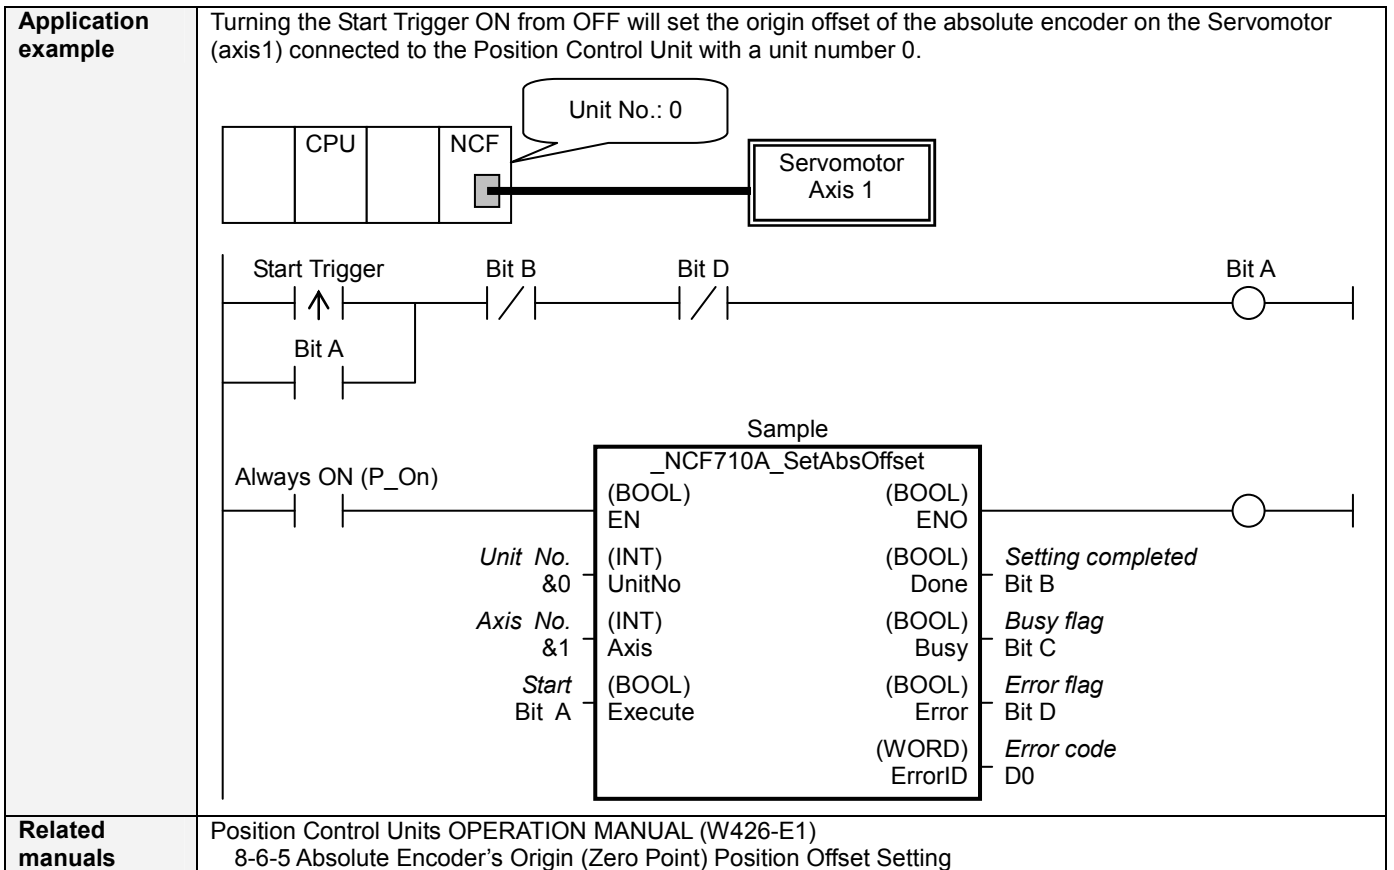 Application
example
Turning the Start Trigger ON from OFF will set the origin offset of the absolute encoder on the Servomotor
(axis1) connected to the Position Control Unit with a unit number 0.
Unit No.: 0
CPU
NCF
Servomotor
Axis 1
Start Trigger
Bit B
Bit D
Bit A
Bit A
Sample
_NCF710A_SetAbsOffset
Always ON (P_On)
(BOOL)
EN
(BOOL)
ENO
Unit No.
&0
(INT)
UnitNo
(BOOL)
Done
Setting completed
Bit B
Axis No.
&1
(INT)
Axis
(BOOL)
Busy
Busy flag
Bit C
Start
Bit A
(BOOL)
Execute
(BOOL)
Error
Error flag
Bit D
(WORD)
ErrorID
Error code
D0
Related
manuals
Position Control Units OPERATION MANUAL (W426-E1)
8-6-5 Absolute Encoder's Origin (Zero Point) Position Offset Setting